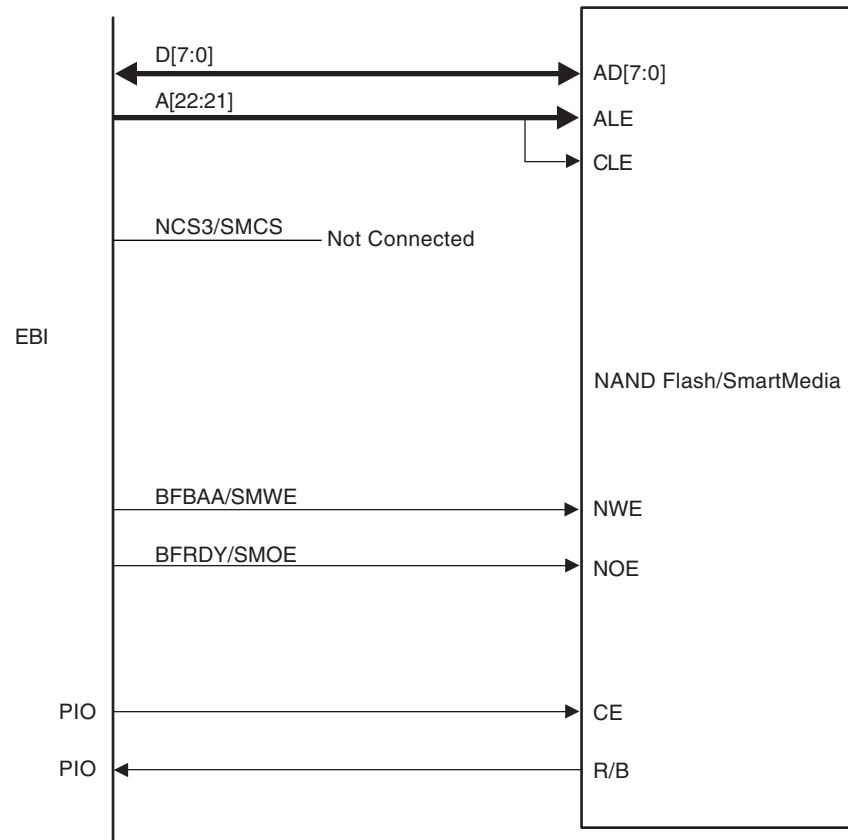 D[7:0]
AD[7:0]
A[22:21]
ALE
CLE
NCS3/SMCS
Not Connected
EBI
NAND Flash/SmartMedia
BFBAA/SMWE
NWE
BFRDY/SMOE
NOE
PIO
CE
PIO
R/B